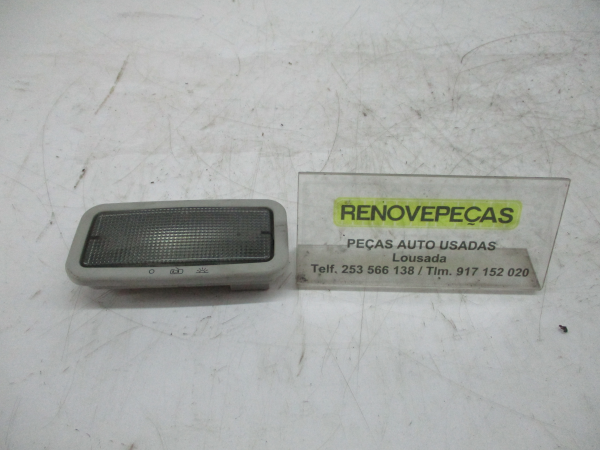 RENOVEPEÇAS
PEÇAS AUTO USADAS
Lousada
Telf. 253 566 138 / Tlm. 917 152 020